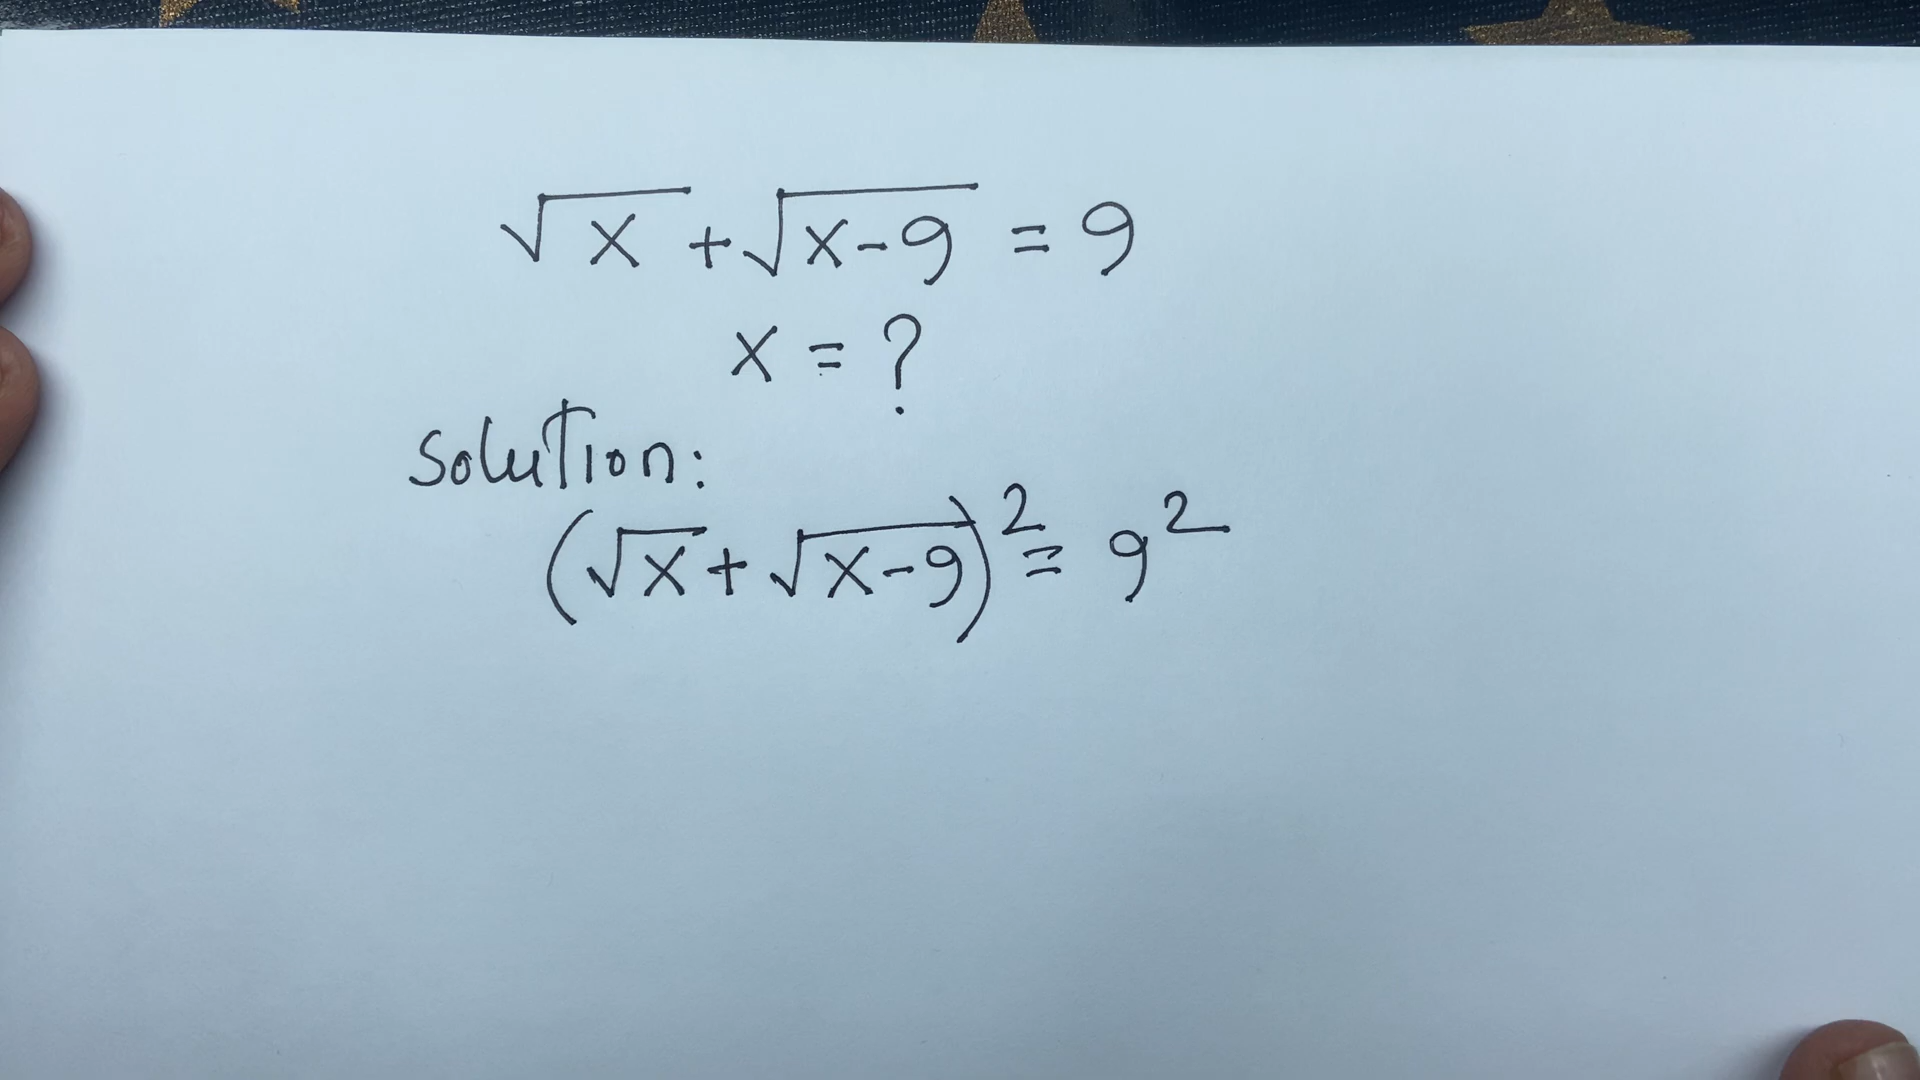 √x + √x-9 = 9
x = ?
Solution:
(√x + √x-9)² = 9²